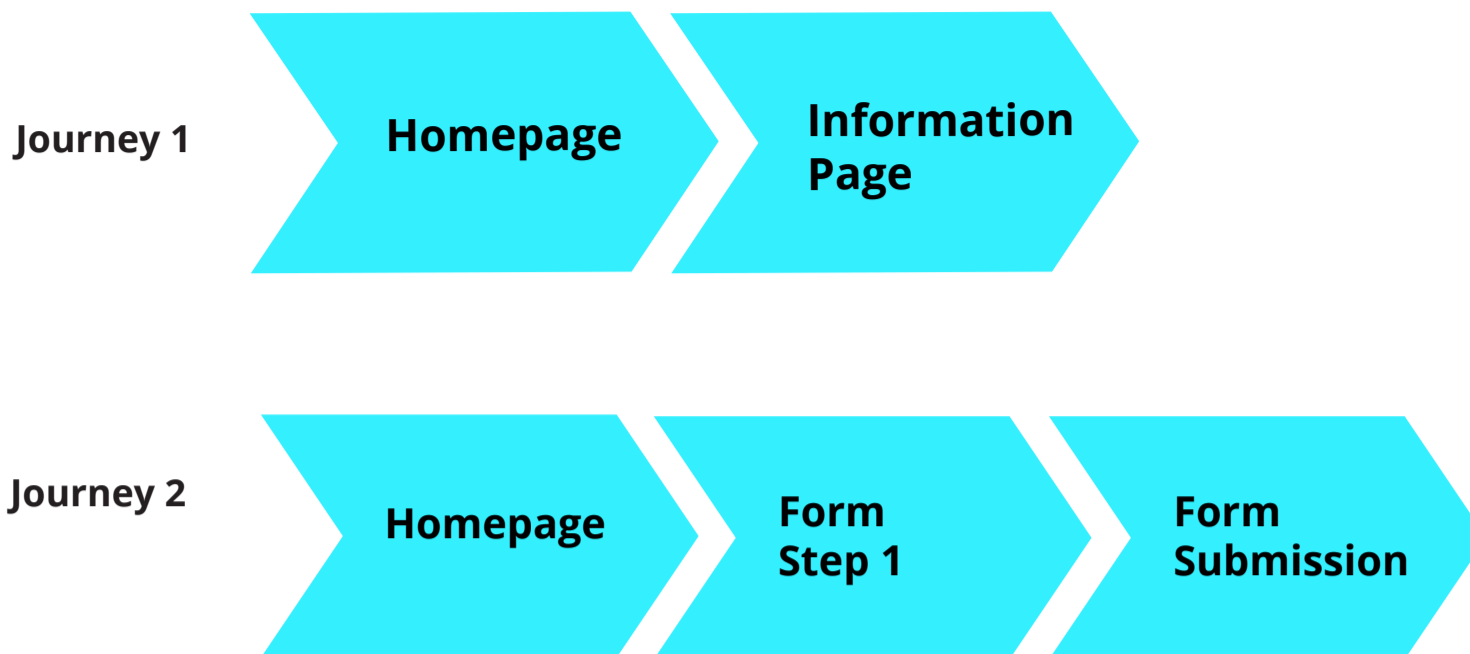 Journey 1
Homepage
Information
Page
Journey 2
Homepage
Form
Step 1
Form
Submission